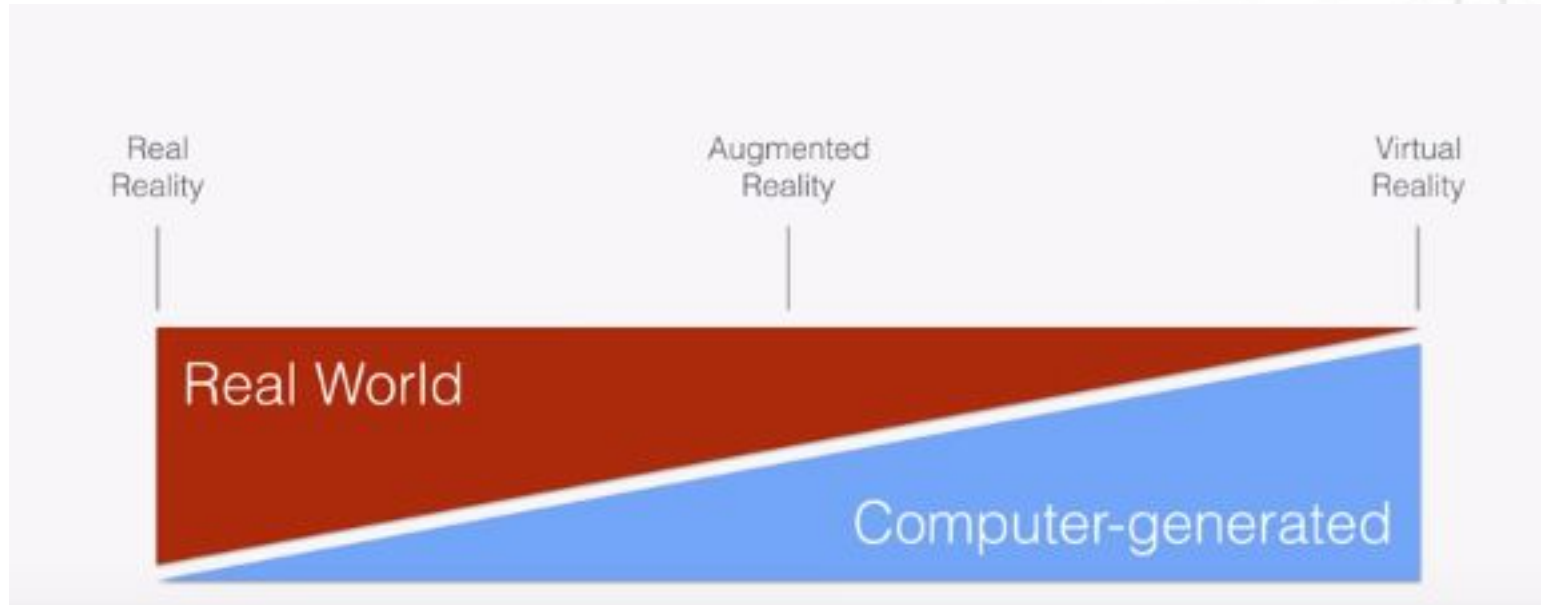 Real
Reality
Augmented
Reality
Virtual
Reality
Real World
Computer-generated